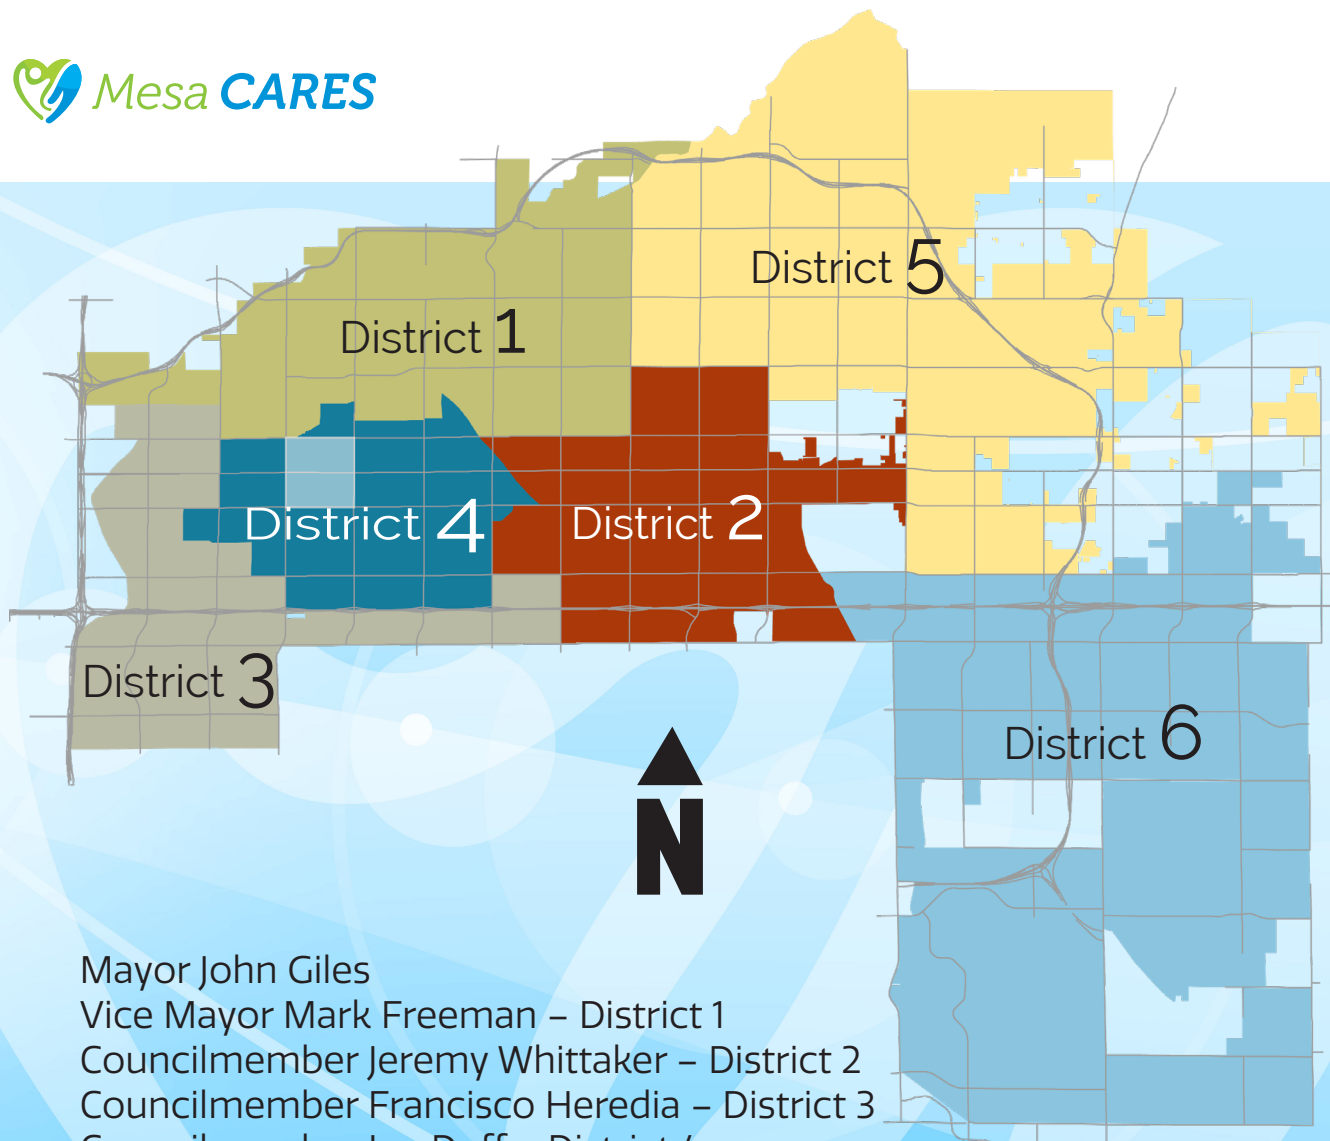 Mesa CARES
District 5
District 1
District 4
District 2
District 3
District 6
N
Mayor John Giles
Vice Mayor Mark Freeman – District 1
Councilmember Jeremy Whittaker – District 2
Councilmember Francisco Heredia – District 3